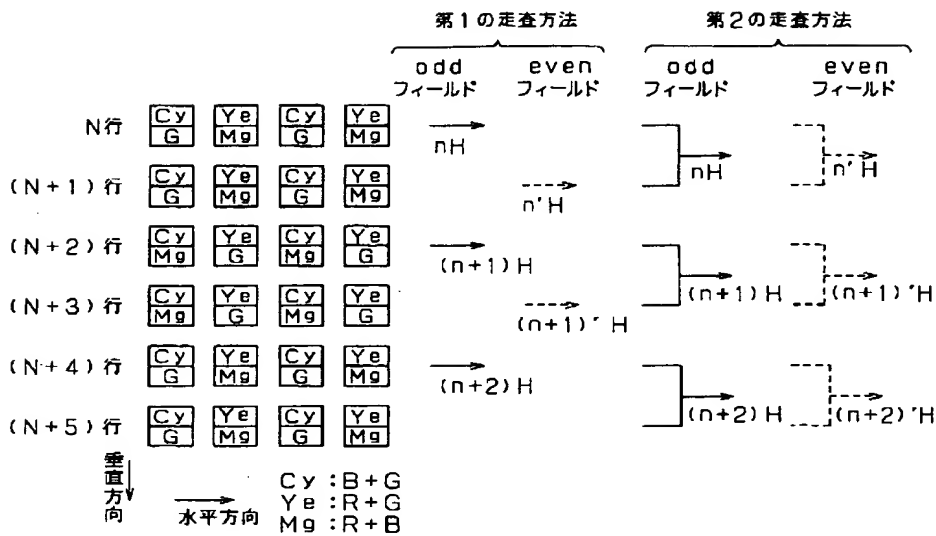 第1の走査方法 第2の走査方法
odd even odd even
フィールド フィールド フィールド フィールド
N行 Cy Ye Cy Ye
G Mg G Mg
nH nH n'H
(N+1)行 Cy Ye Cy Ye
G Mg G Mg
n'H
(N+2)行 Cy Ye Cy Ye
Mg G Mg G
(n+1)H (n+1)H (n+1)'H
(N+3)行 Cy Ye Cy Ye
Mg G Mg G
(n+1)'H
(N+4)行 Cy Ye Cy Ye
G Mg G Mg
(n+2)H (n+2)H (n+2)'H
(N+5)行 Cy Ye Cy Ye
G Mg G Mg
垂直方向
水平方向
Cy:B+G
Ye:R+G
Mg:R+B